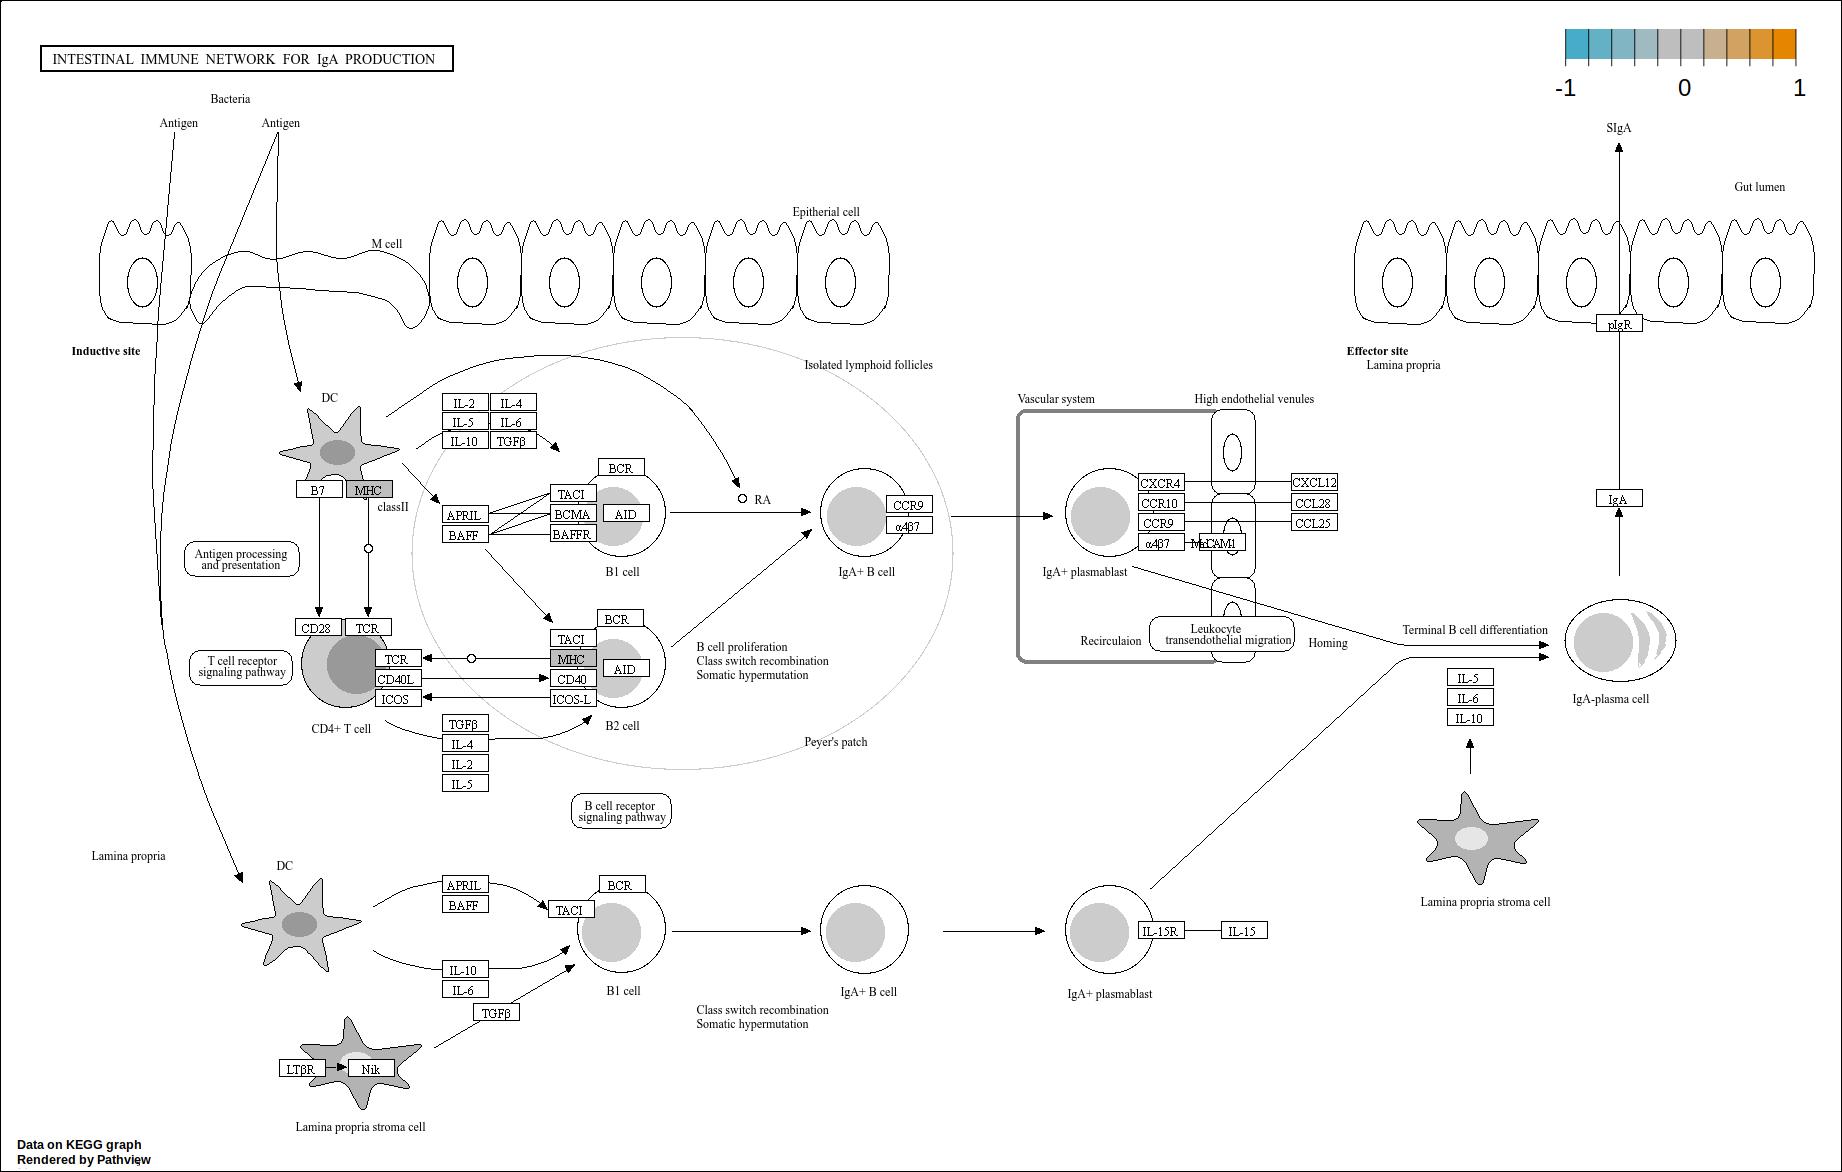 INTESTINAL IMMUNE NETWORK FOR IgA PRODUCTION
-1 0 1
Bacteria
Antigen Antigen
SIgA
Gut lumen
Epitherial cell
M cell
pIgR
Inductive site
Effector site
Lamina propria
Isolated lymphoid follicles
DC
Vascular system
High endothelial venules
IL-2 IL-4
IL-5 IL-6
IL-10 TGFβ
BCR
B7 MHC
classII
TACI
BCMA
BAFFR
AID
APRIL
BAFF
RA
CCR9
α4β7
CXCR4
CCR10
CCR9
α4β7
CXCL12
CCL28
CCL25
IgA
Antigen processing
and presentation
B1 cell
IgA+ B cell
IgA+ plasmablast
CD28 TCR
BCR
TACI
MHC
CD40
ICOS-L
AID
TCR
CD40L
ICOS
T cell receptor
signaling pathway
B cell proliferation
Class switch recombination
Somatic hypermutation
Recirculaion
Leukocyte
transendothelial migration
Homing
Terminal B cell differentiation
IL-5
IL-6
IL-10
IgA-plasma cell
CD4+ T cell
TGFβ
IL-4
IL-2
IL-5
B2 cell
Peyer's patch
B cell receptor
signaling pathway
Lamina propria
DC
APRIL
BAFF
BCR
TACI
IL-10
IL-6
TGFβ
B1 cell
IgA+ B cell
IL-15R IL-15
IgA+ plasmablast
Lamina propria stroma cell
Class switch recombination
Somatic hypermutation
LTβR Nik
Lamina propria stroma cell
Data on KEGG graph
Rendered by Pathview